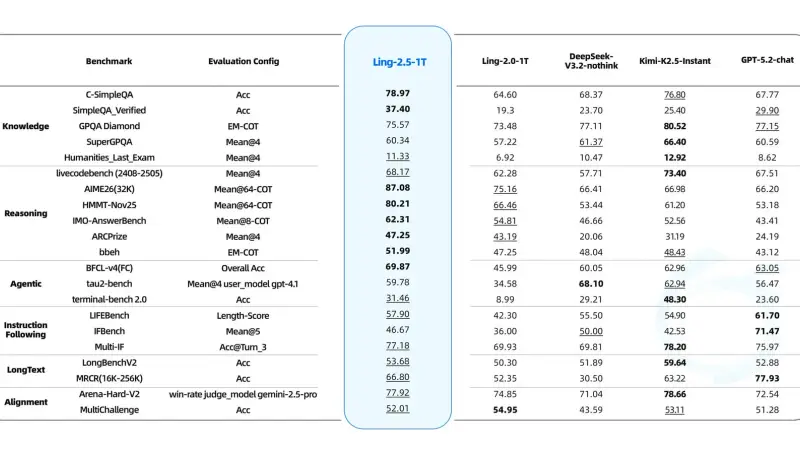 Benchmark Evaluation Config Ling-2.5-1T Ling-2.0-1T DeepSeek-V3.2-nothink Kimi-K2.5-Instant GPT-5.2-chat
Knowledge
C-SimpleQA Acc 78.97 64.60 68.37 76.80 67.77
SimpleQA_Verified Acc 37.40 19.3 23.70 25.40 29.90
GPQA Diamond EM-COT 75.57 73.48 77.11 80.52 77.15
SuperGPQA Mean@4 60.34 57.22 61.37 66.40 60.59
Humanities_Last_Exam Mean@4 11.33 6.92 10.47 12.92 8.62
Reasoning
livecodebench (2408-2505) Mean@4 68.17 62.28 57.71 73.40 67.51
AIME26(32K) Mean@64-COT 87.08 75.16 66.41 66.98 66.20
HMMT-Nov25 Mean@64-COT 80.21 66.46 53.44 61.20 53.18
IMO-AnswerBench Mean@8-COT 62.31 54.81 46.66 52.56 43.41
ARCPrize Mean@4 47.25 43.19 20.06 31.19 24.19
bbeh EM-COT 51.99 47.25 48.04 48.43 43.12
Agentic
BFCL-v4(FC) Overall Acc 69.87 45.99 60.05 62.96 63.05
tau2-bench Mean@4 user_model gpt-4.1 59.78 34.58 68.10 62.94 56.47
terminal-bench 2.0 Acc 31.46 8.99 29.21 48.30 23.60
Instruction Following
LIFEBench Length-Score 57.90 42.30 55.50 54.90 61.70
IFBench Mean@5 46.67 36.00 50.00 42.53 71.47
Multi-IF Acc@Turn_3 77.18 69.93 69.81 78.20 75.97
LongText
LongBenchV2 Acc 53.68 50.30 51.89 59.64 52.88
MRCR(16K-256K) Acc 66.80 52.35 30.50 63.22 77.93
Alignment
Arena-Hard-V2 win-rate judge_model gemini-2.5-pro 77.92 74.85 71.04 78.66 72.54
MultiChallenge Acc 52.01 54.95 43.59 53.11 51.28